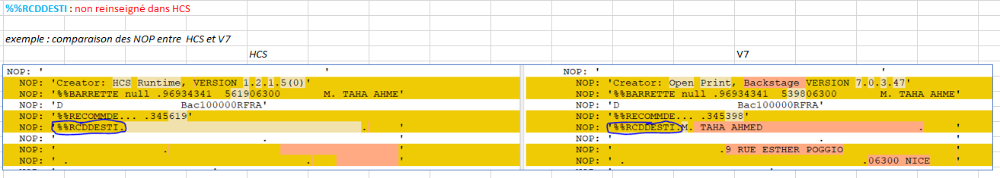 %%RCDDESTI : non reinseigné dans HCS
exemple : comparaison des NOP entre HCS et V7
HCS
NOP: ' '
NOP: 'Creator: HCS Runtime, VERSION 1.2.1.5(0)'
NOP: '%%BARRETTE null .96934341 561906300 M. TAHA AHME'
NOP: 'D Bac100000RFRA'
NOP: '%%RECOMMDE... .345619'
NOP: '%%RCDDESTI. . '
NOP: ' . '
NOP: ' . '
NOP: ' . . '
NOP: ' . '
V7
NOP: ' '
NOP: 'Creator: Open Print, Backstage VERSION 7.0.3.47'
NOP: '%%BARRETTE null .96934341 539806300 M. TAHA AHME'
NOP: 'D Bac100000RFRA'
NOP: '%%RECOMMDE... .345398'
NOP: '%%RCDDESTI.M. TAHA AHMED . '
NOP: ' . '
NOP: ' .9 RUE ESTHER POGGIO '
NOP: ' . .06300 NICE '
NOP: ' . '